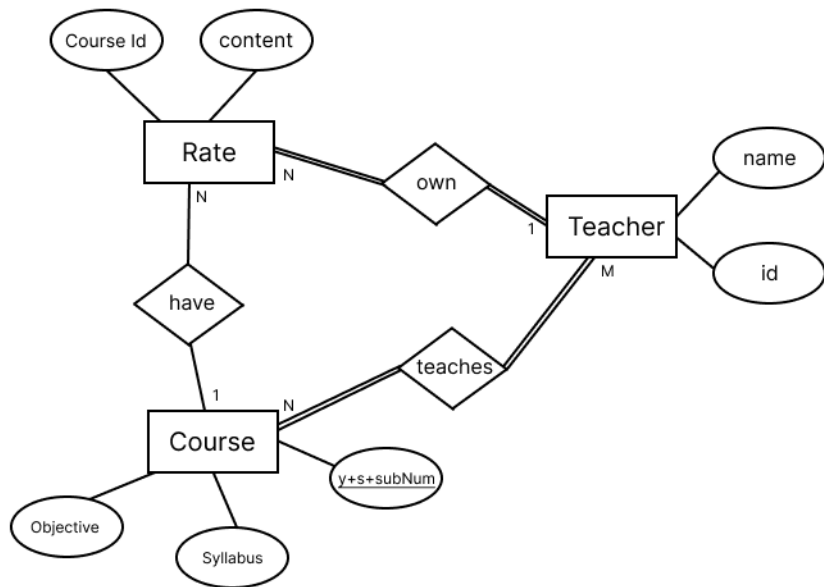 Course Id
content
Rate
N
N
own
1
Teacher
name
id
M
have
teaches
1
N
Course
y+s+subNum
Objective
Syllabus